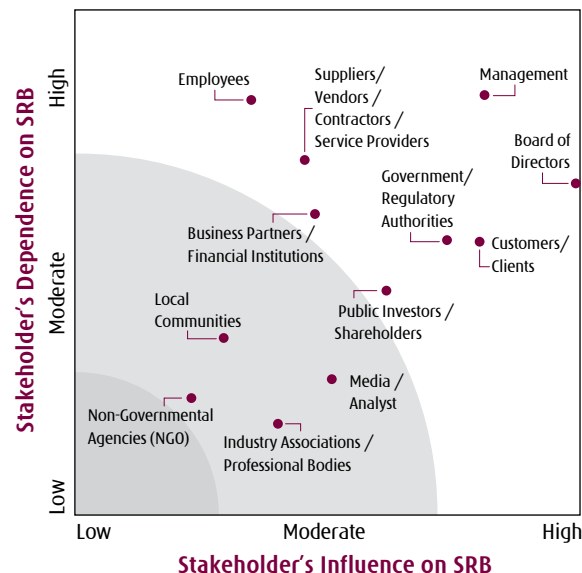 Stakeholder's Dependence on SRB
High
Moderate
Low
Employees
Suppliers/
Vendors/
Contractors/
Service Providers
Management
Board of
Directors
Government/
Regulatory
Authorities
Business Partners/
Financial Institutions
Customers/
Clients
Public Investors/
Shareholders
Local
Communities
Media/
Analyst
Non-Governmental
Agencies (NGO)
Industry Associations/
Professional Bodies
Low
Moderate
High
Stakeholder's Influence on SRB